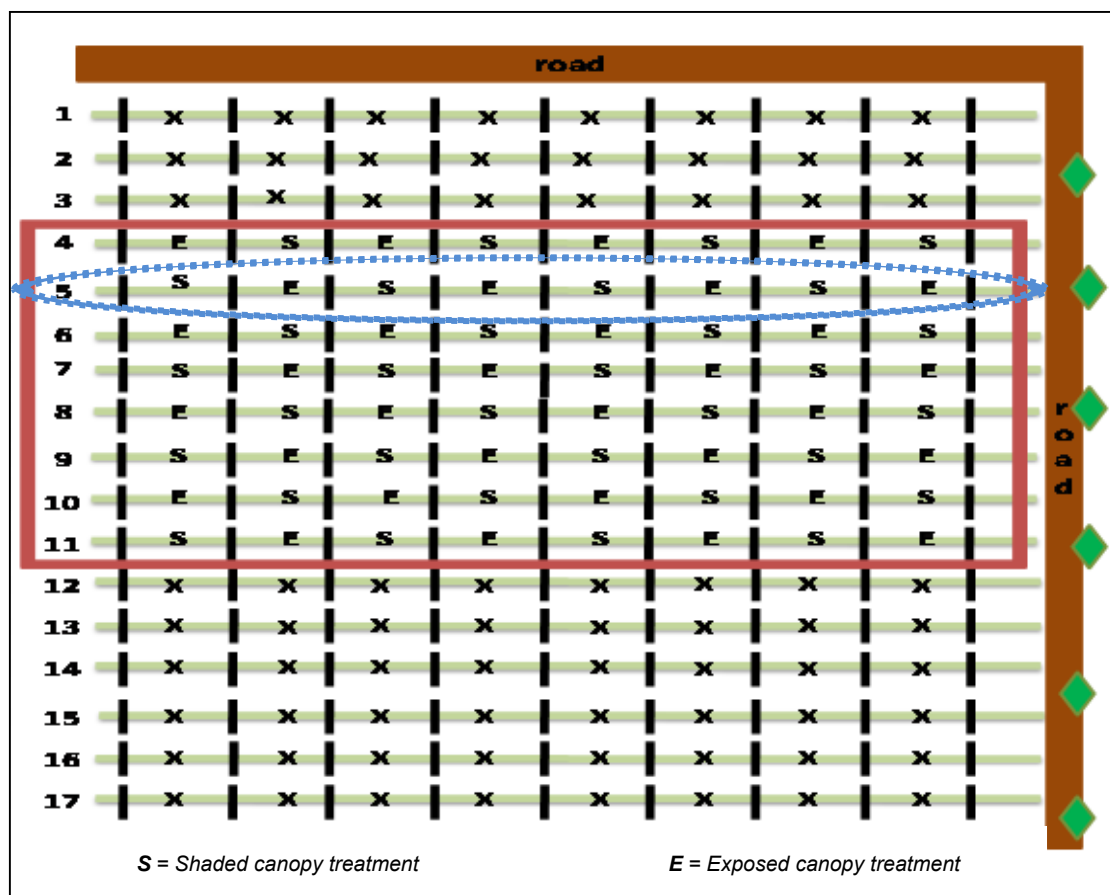 road
1 X X X X X X X X
2 X X X X X X X X
3 X X X X X X X X
4 E S E S E S E S
5 S E S E S E S E
6 E S E S E S E S
7 S E S E S E S E
8 E S E S E S E S
9 S E S E S E S E
10 E S E S E S E S
11 S E S E S E S E
12 X X X X X X X X
13 X X X X X X X X
14 X X X X X X X X
15 X X X X X X X X
16 X X X X X X X X
17 X X X X X X X X
road
S = Shaded canopy treatment
E = Exposed canopy treatment